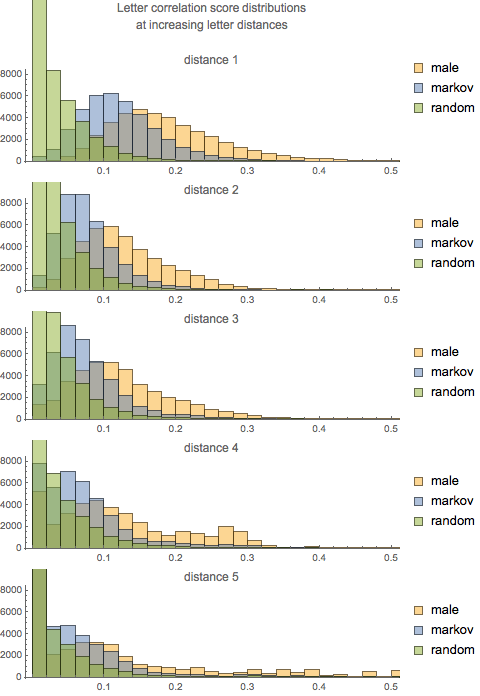 Letter correlation score distributions
at increasing letter distances
distance 1
8000
6000
4000
2000
0
0.1 0.2 0.3 0.4 0.5
male
markov
random
distance 2
8000
6000
4000
2000
0
0.1 0.2 0.3 0.4 0.5
male
markov
random
distance 3
8000
6000
4000
2000
0
0.1 0.2 0.3 0.4 0.5
male
markov
random
distance 4
8000
6000
4000
2000
0
0.1 0.2 0.3 0.4 0.5
male
markov
random
distance 5
8000
6000
4000
2000
0
0.1 0.2 0.3 0.4 0.5
male
markov
random